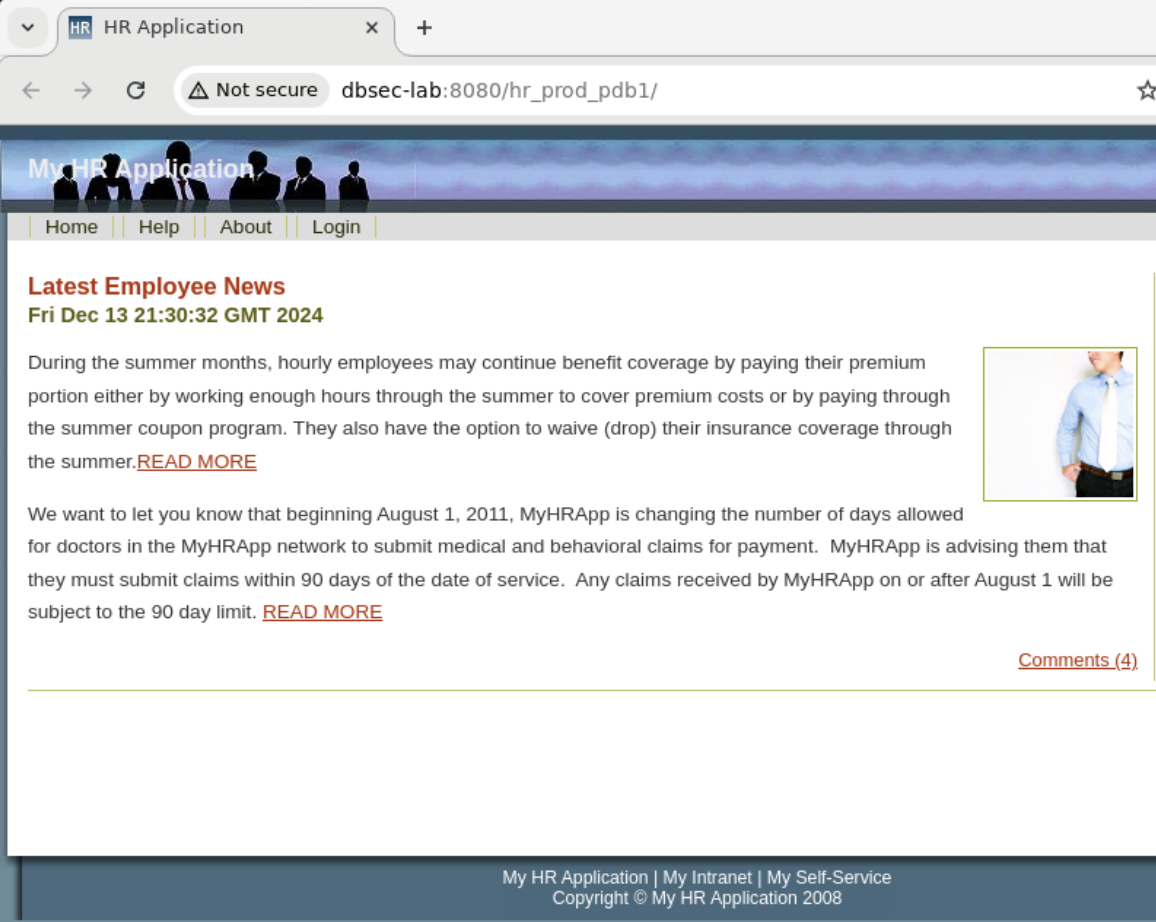 HR HR Application
Not secure dbsec-lab:8080/hr_prod_pdb1/
My HR Application
Home Help About Login
Latest Employee News
Fri Dec 13 21:30:32 GMT 2024
During the summer months, hourly employees may continue benefit coverage by paying their premium
portion either by working enough hours through the summer to cover premium costs or by paying through
the summer coupon program. They also have the option to waive (drop) their insurance coverage through
the summer.READ MORE
We want to let you know that beginning August 1, 2011, MyHRApp is changing the number of days allowed
for doctors in the MyHRApp network to submit medical and behavioral claims for payment.  MyHRApp is advising them that
they must submit claims within 90 days of the date of service.  Any claims received by MyHRApp on or after August 1 will be
subject to the 90 day limit. READ MORE
Comments (4)
My HR Application | My Intranet | My Self-Service
Copyright © My HR Application 2008